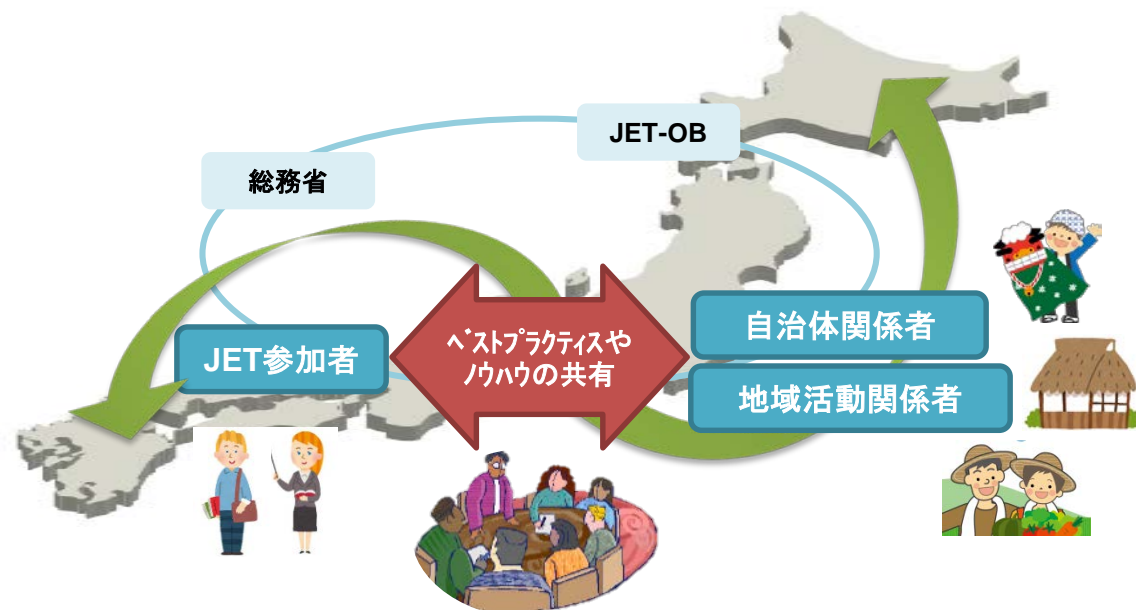 JET-OB
総務省
ﾍﾞｽﾄﾌﾟﾗｸﾃｨｽや
ﾉｳﾊｳの共有
JET参加者
自治体関係者
地域活動関係者